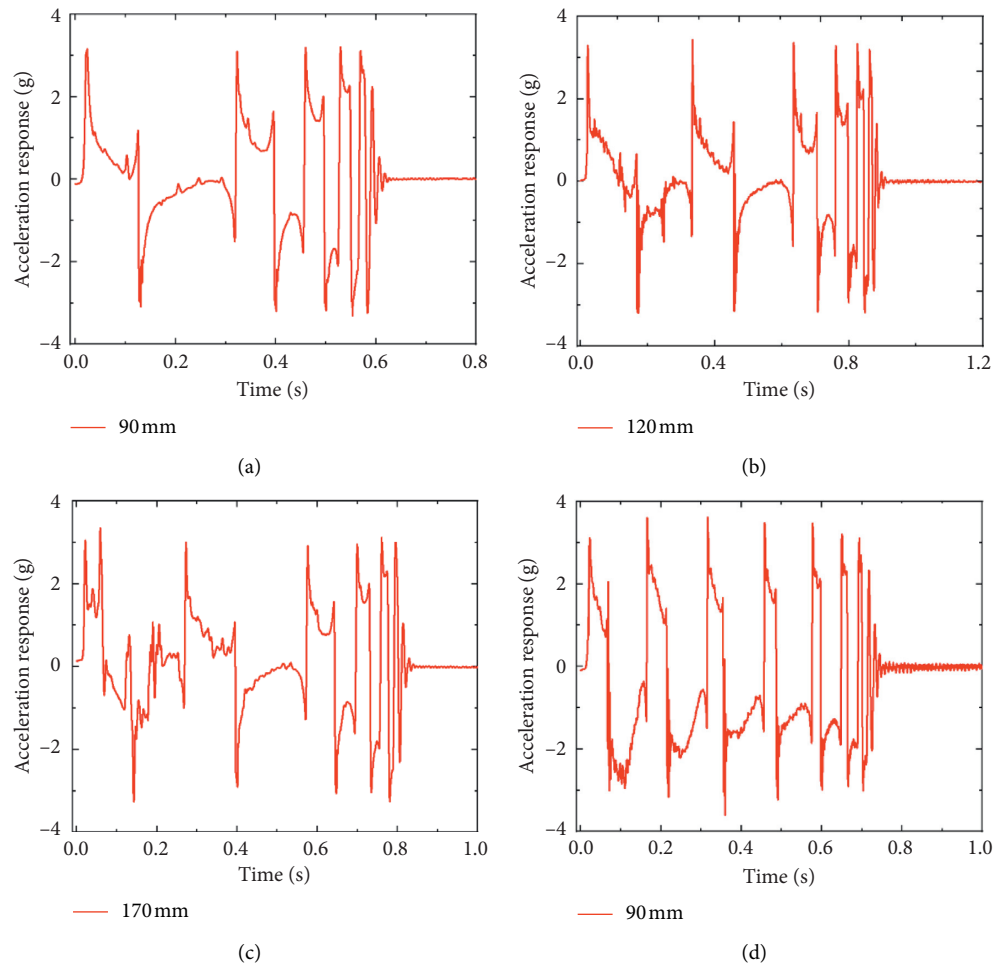 4
2
0
−2
−4
Acceleration response (g)
0.0 0.2 0.4 0.6 0.8
Time (s)
90 mm
(a)
4
2
0
−2
−4
Acceleration response (g)
0.0 0.4 0.8 1.2
Time (s)
120 mm
(b)
4
2
0
−2
−4
Acceleration response (g)
0.0 0.2 0.4 0.6 0.8 1.0
Time (s)
170 mm
(c)
4
2
0
−2
−4
Acceleration response (g)
0.0 0.2 0.4 0.6 0.8 1.0
Time (s)
90 mm
(d)